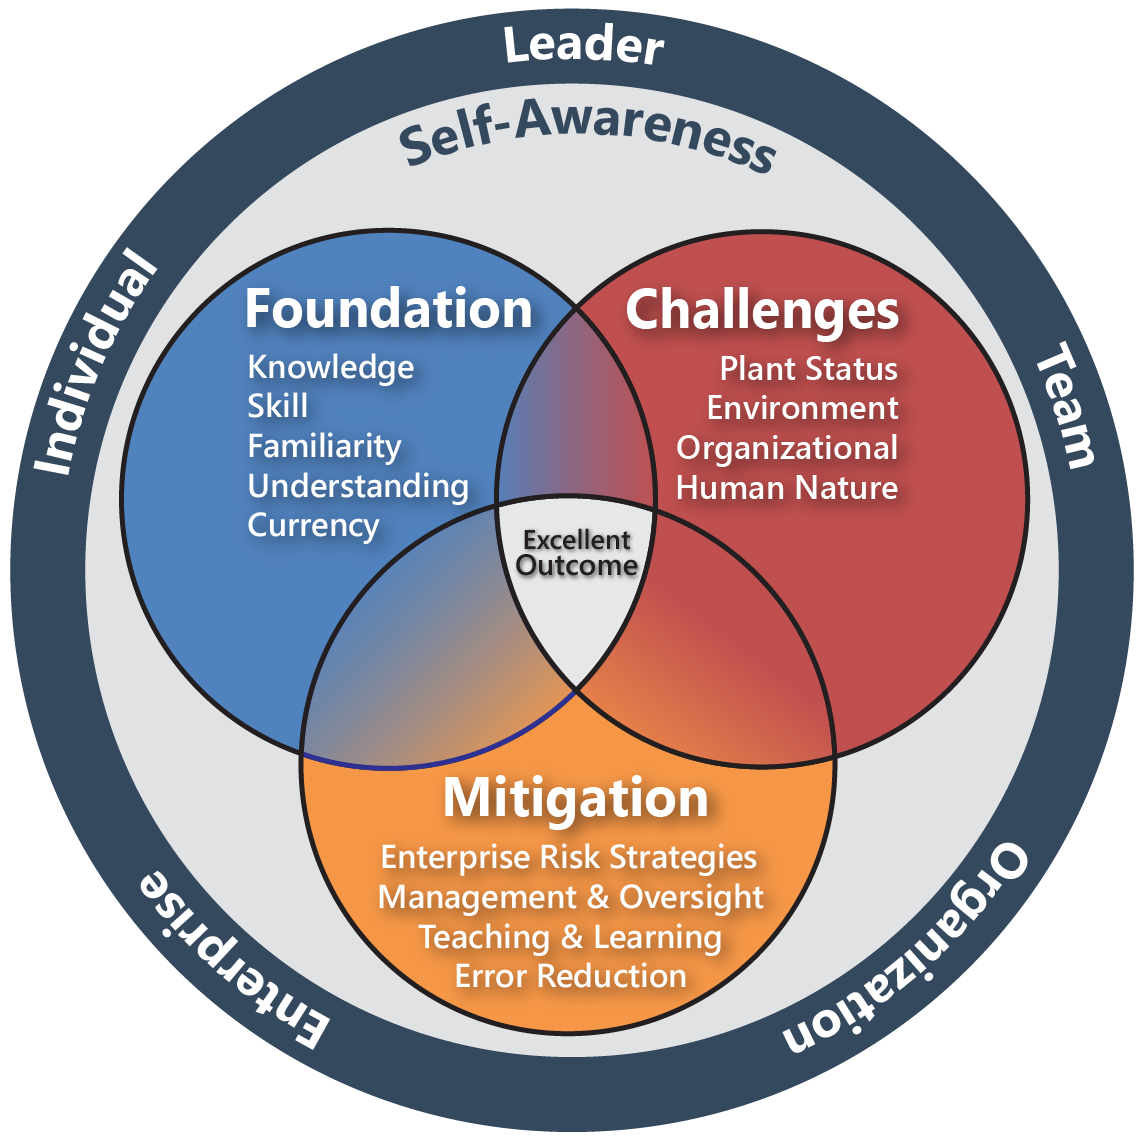 Leader
Self-Awareness
Individual
Team
Foundation
Knowledge
Skill
Familiarity
Understanding
Currency
Challenges
Plant Status
Environment
Organizational
Human Nature
Excellent
Outcome
Mitigation
Enterprise Risk Strategies
Management & Oversight
Teaching & Learning
Error Reduction
Enterprise
Organization